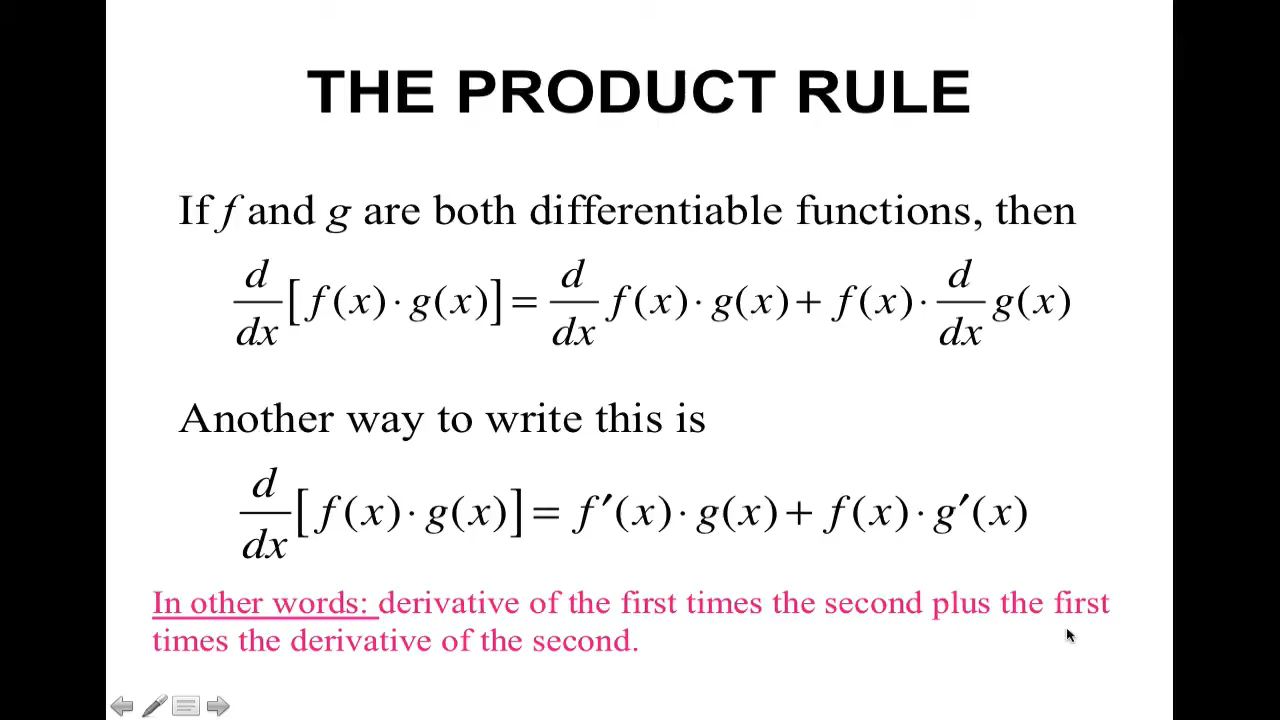 THE PRODUCT RULE
If f and g are both differentiable functions, then
d/dx [f(x) · g(x)] = d/dx f(x) · g(x) + f(x) · d/dx g(x)
Another way to write this is
d/dx [f(x) · g(x)] = f′(x) · g(x) + f(x) · g′(x)
In other words: derivative of the first times the second plus the first
times the derivative of the second.